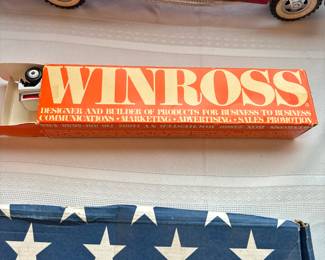 WINROSS
DESIGNER AND BUILDER OF PRODUCTS FOR BUSINESS TO BUSINESS
COMMUNICATIONS • MARKETING • ADVERTISING • SALES PROMOTION